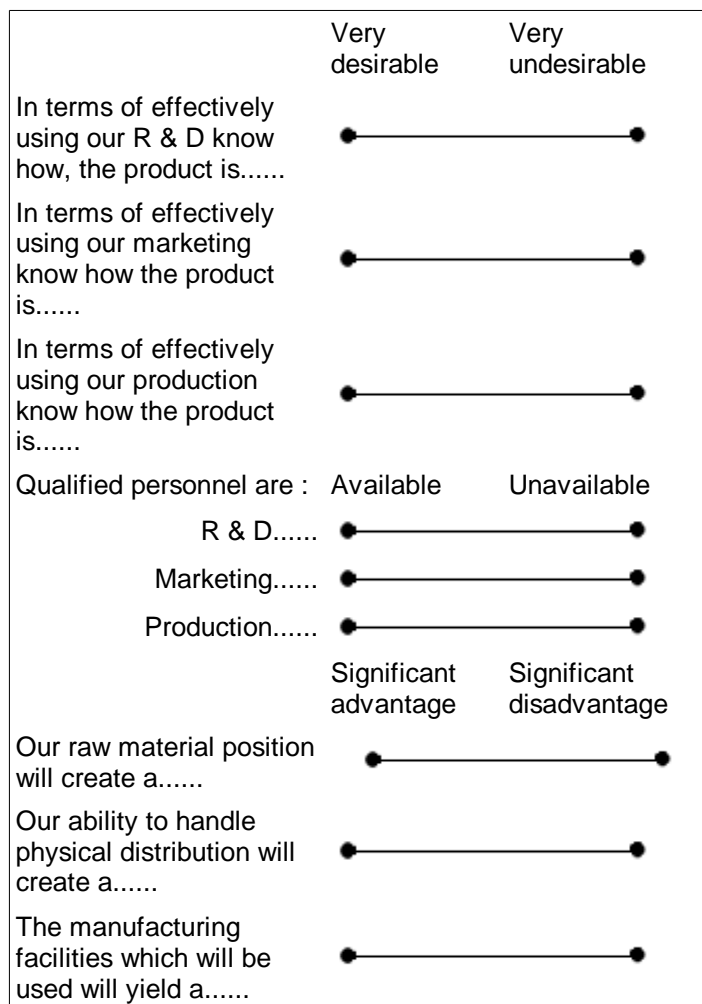 Very Very
desirable undesirable
In terms of effectively
using our R & D know
how, the product is......
In terms of effectively
using our marketing
know how the product
is......
In terms of effectively
using our production
know how the product
is......
Qualified personnel are : Available Unavailable
R & D......
Marketing......
Production......
Significant Significant
advantage disadvantage
Our raw material position
will create a......
Our ability to handle
physical distribution will
create a......
The manufacturing
facilities which will be
used will yield a......